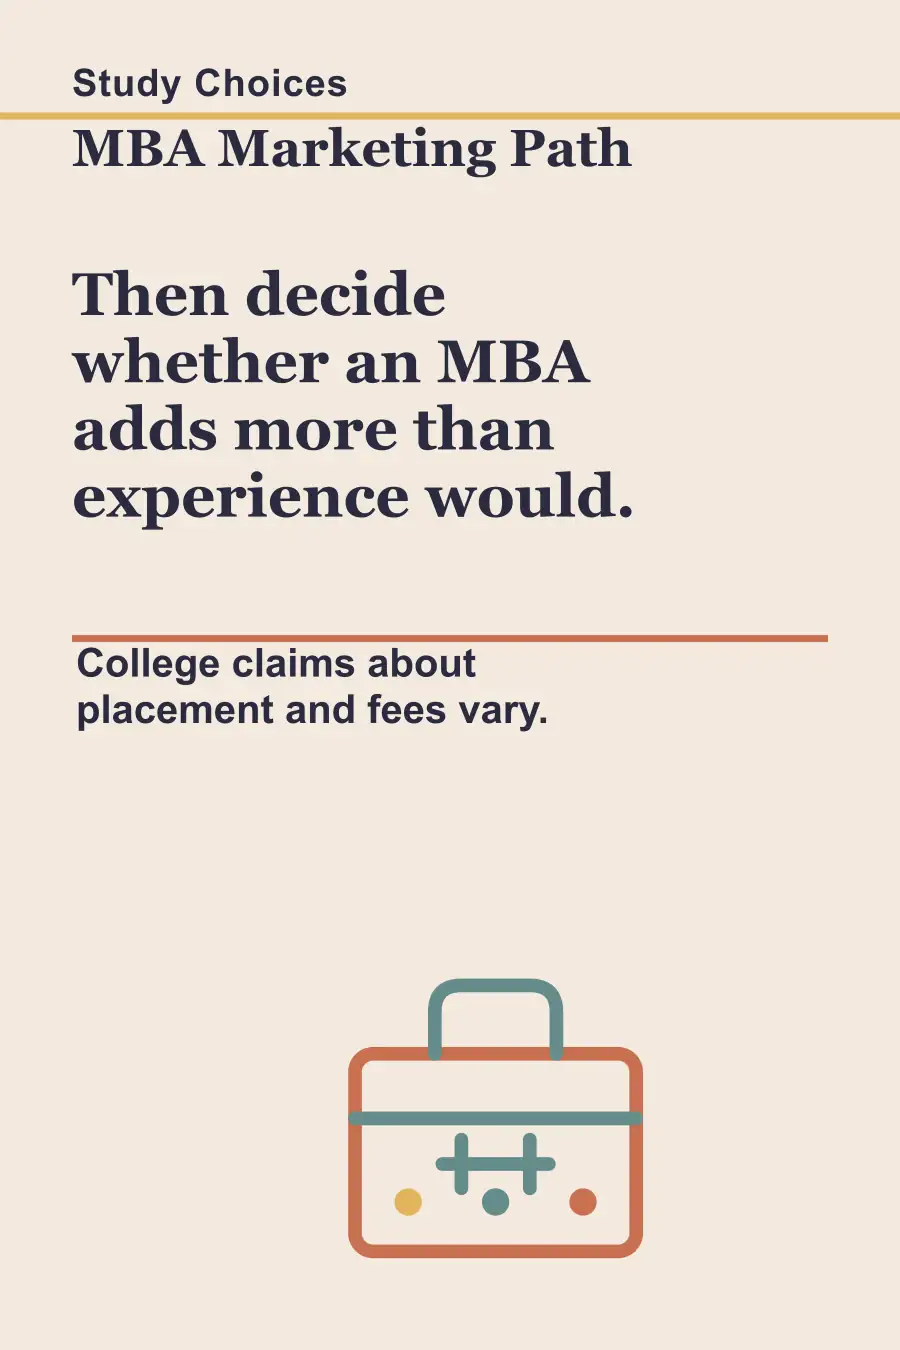 Study Choices
MBA Marketing Path
Then decide
whether an MBA
adds more than
experience would.
College claims about
placement and fees vary.